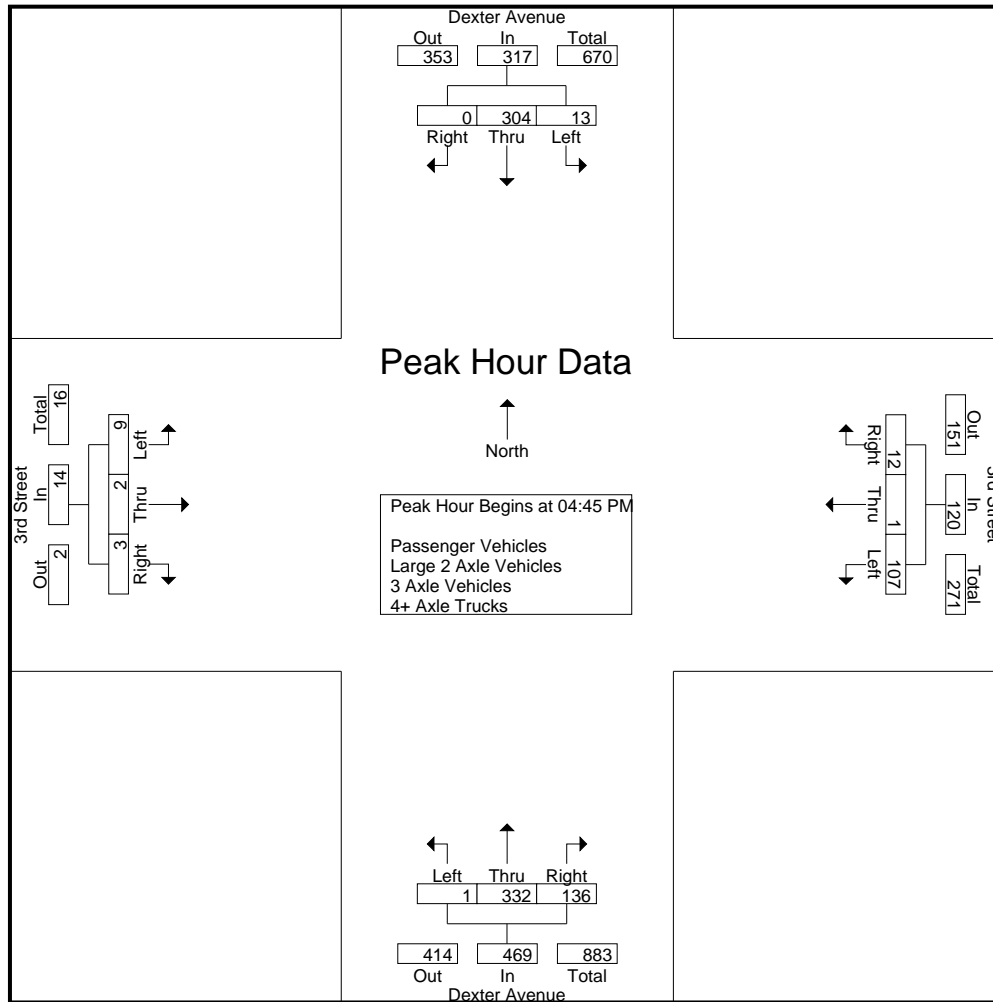 Dexter Avenue
Out In Total
353 317 670
0 304 13
Right Thru Left
Peak Hour Data
North
Peak Hour Begins at 04:45 PM
Passenger Vehicles
Large 2 Axle Vehicles
3 Axle Vehicles
4+ Axle Trucks
3rd Street
Total In Out
16 14 2
9 2 3
Left Thru Right
Right Thru Left
12 1 107
Out In Total
151 120 271
3rd Street
Left Thru Right
1 332 136
414 469 883
Out In Total
Dexter Avenue